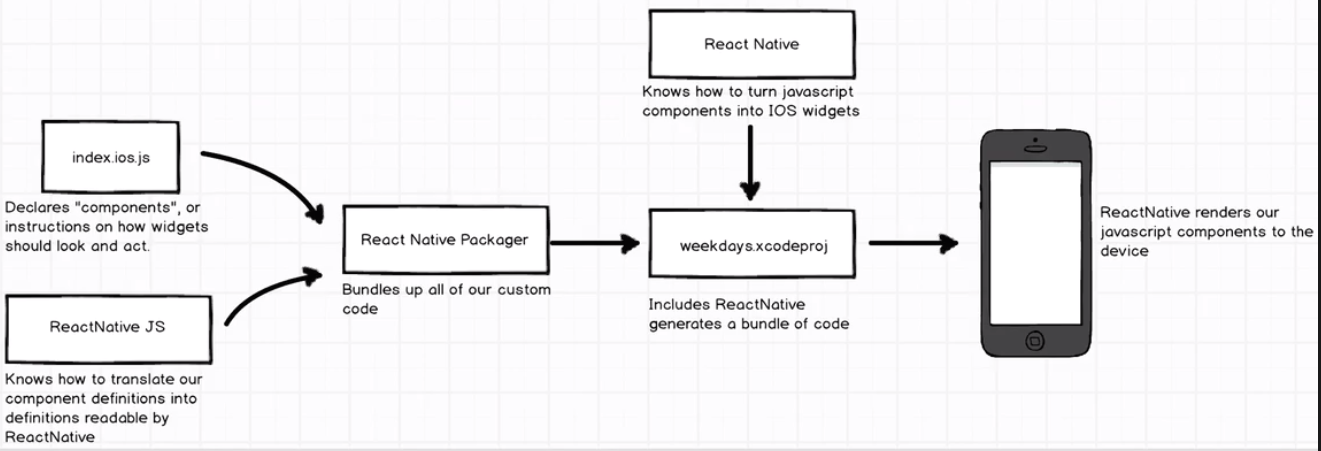 React Native
Knows how to turn javascript
components into IOS widgets
index.ios.js
Declares "components", or
instructions on how widgets
should look and act.
React Native Packager
Bundles up all of our custom
code
weekdays.xcodeproj
Includes ReactNative
generates a bundle of code
ReactNative renders our
javascript components to the
device
ReactNative JS
Knows how to translate our
component definitions into
definitions readable by
ReactNative